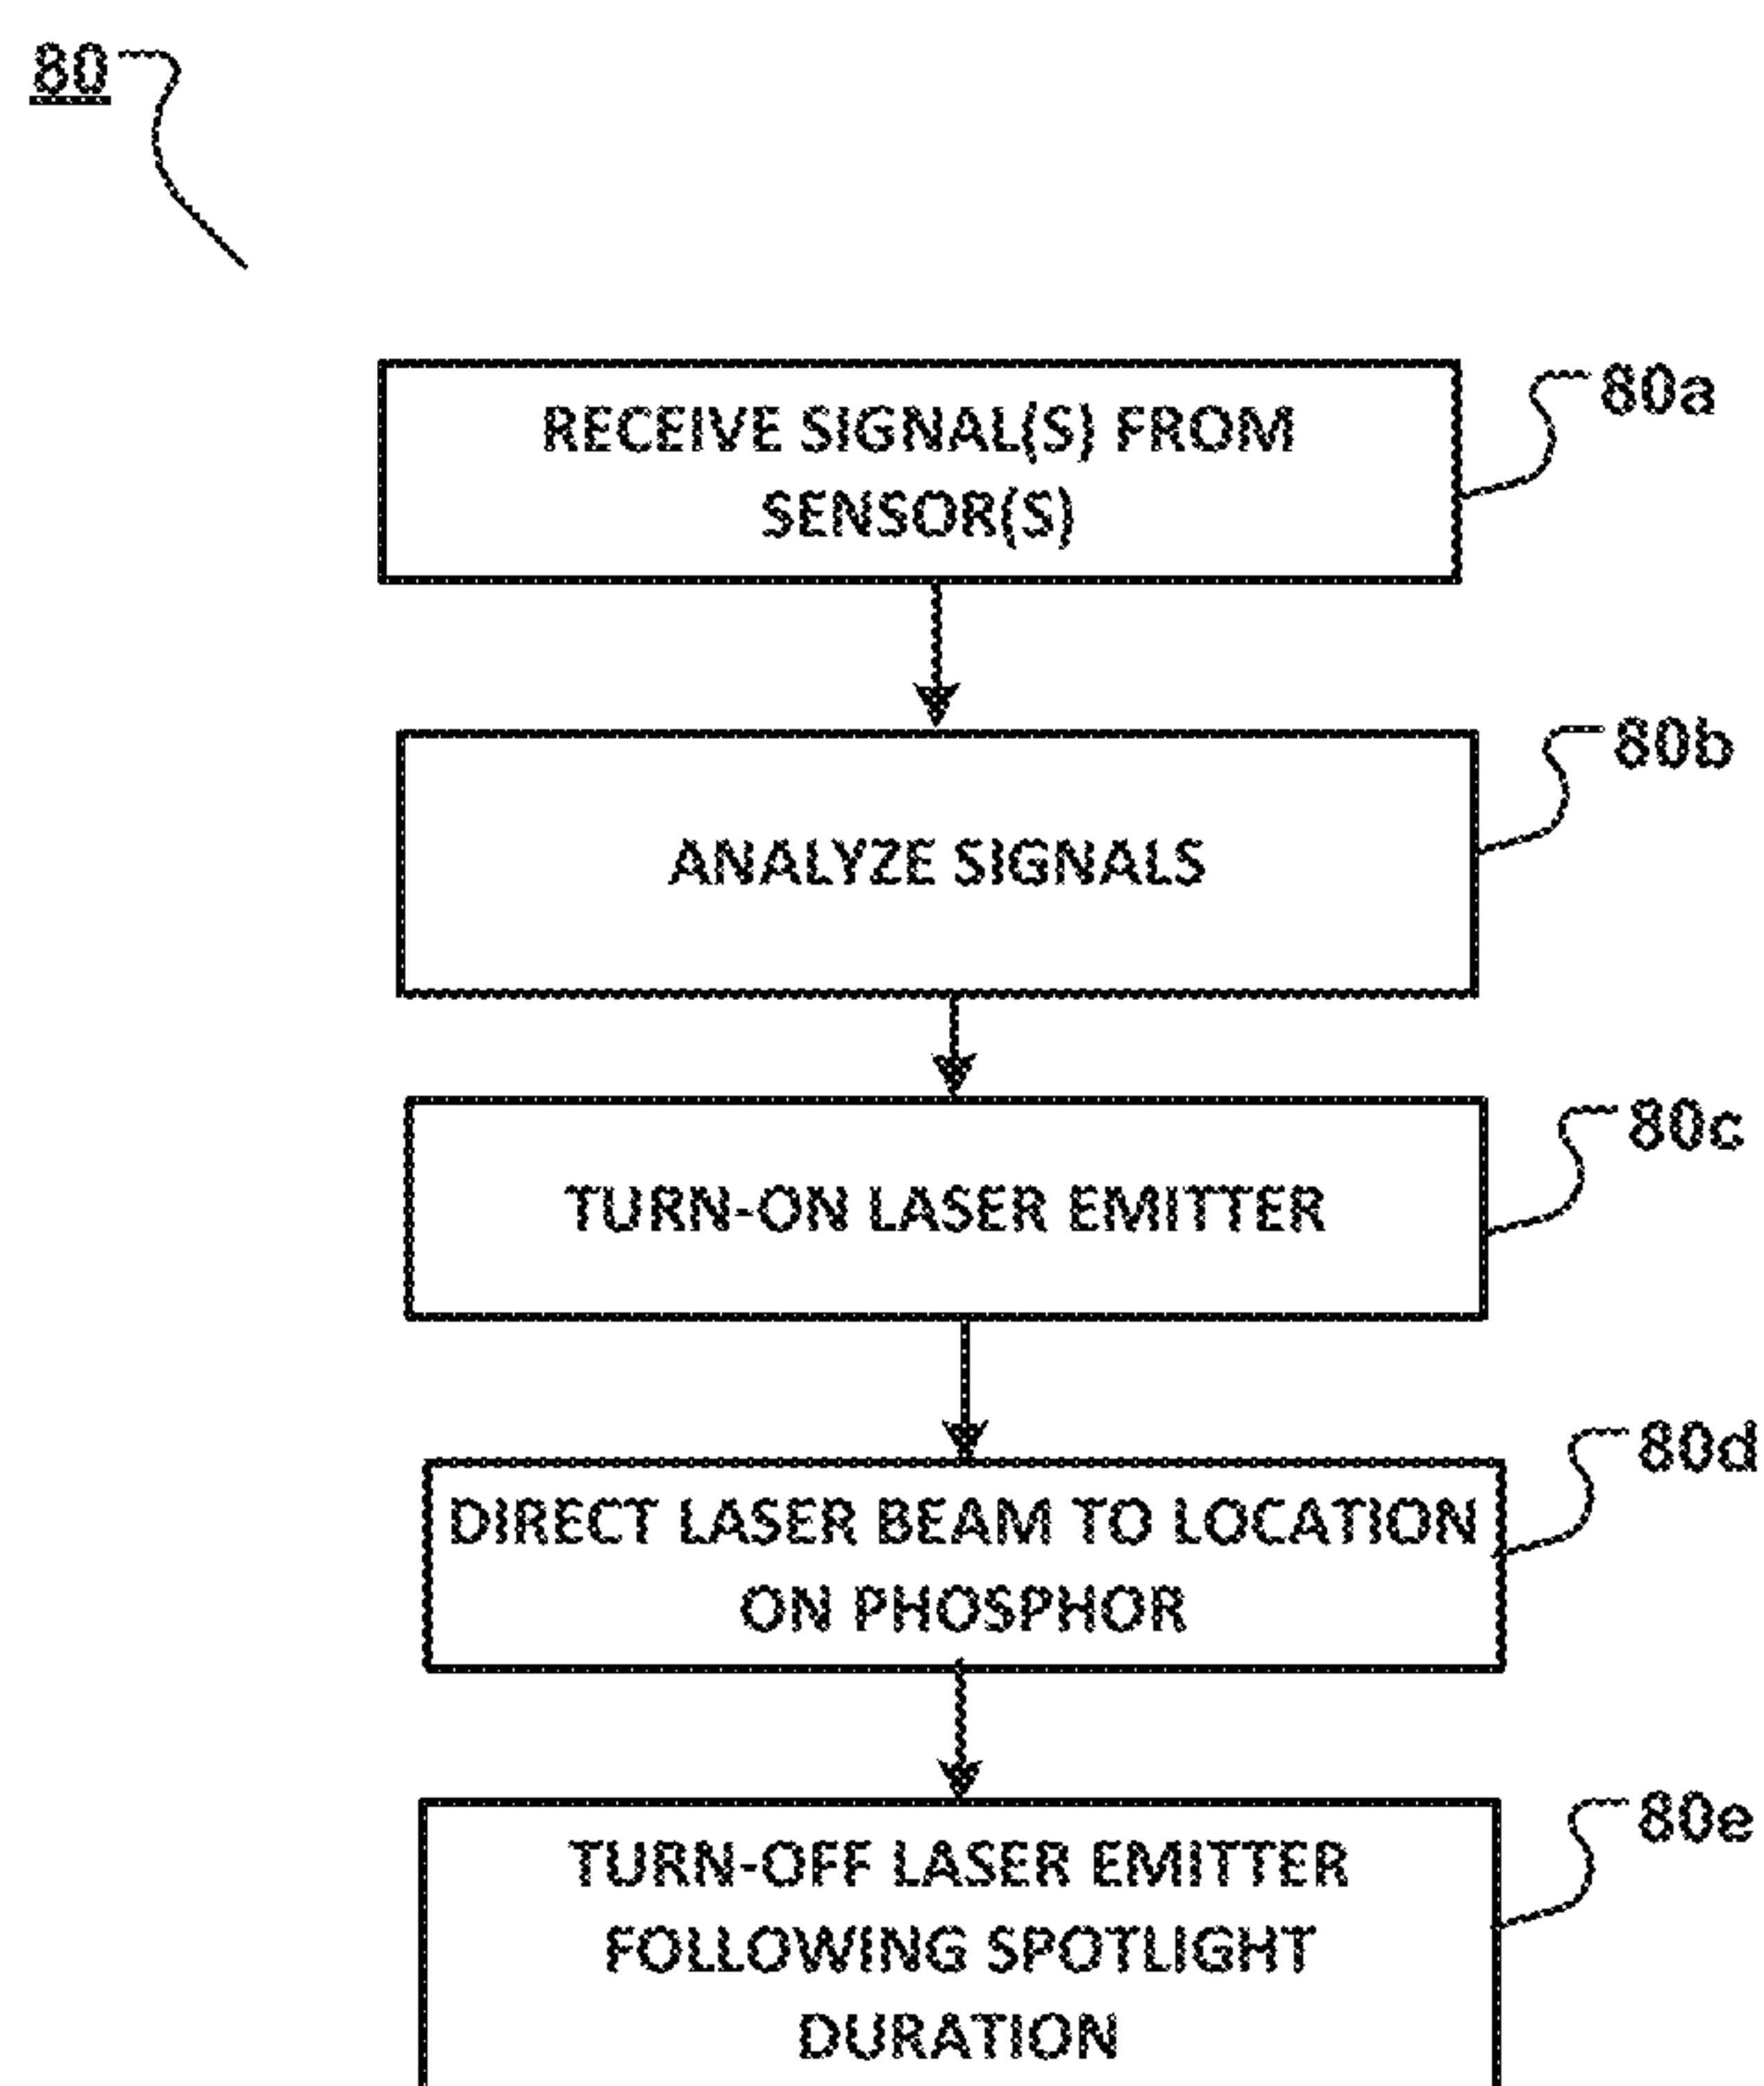 80
RECEIVE SIGNAL(S) FROM
SENSOR(S)
80a
ANALYZE SIGNALS
80b
TURN-ON LASER EMITTER
80c
DIRECT LASER BEAM TO LOCATION
ON PHOSPHOR
80d
TURN-OFF LASER EMITTER
FOLLOWING SPOTLIGHT
DURATION
80e